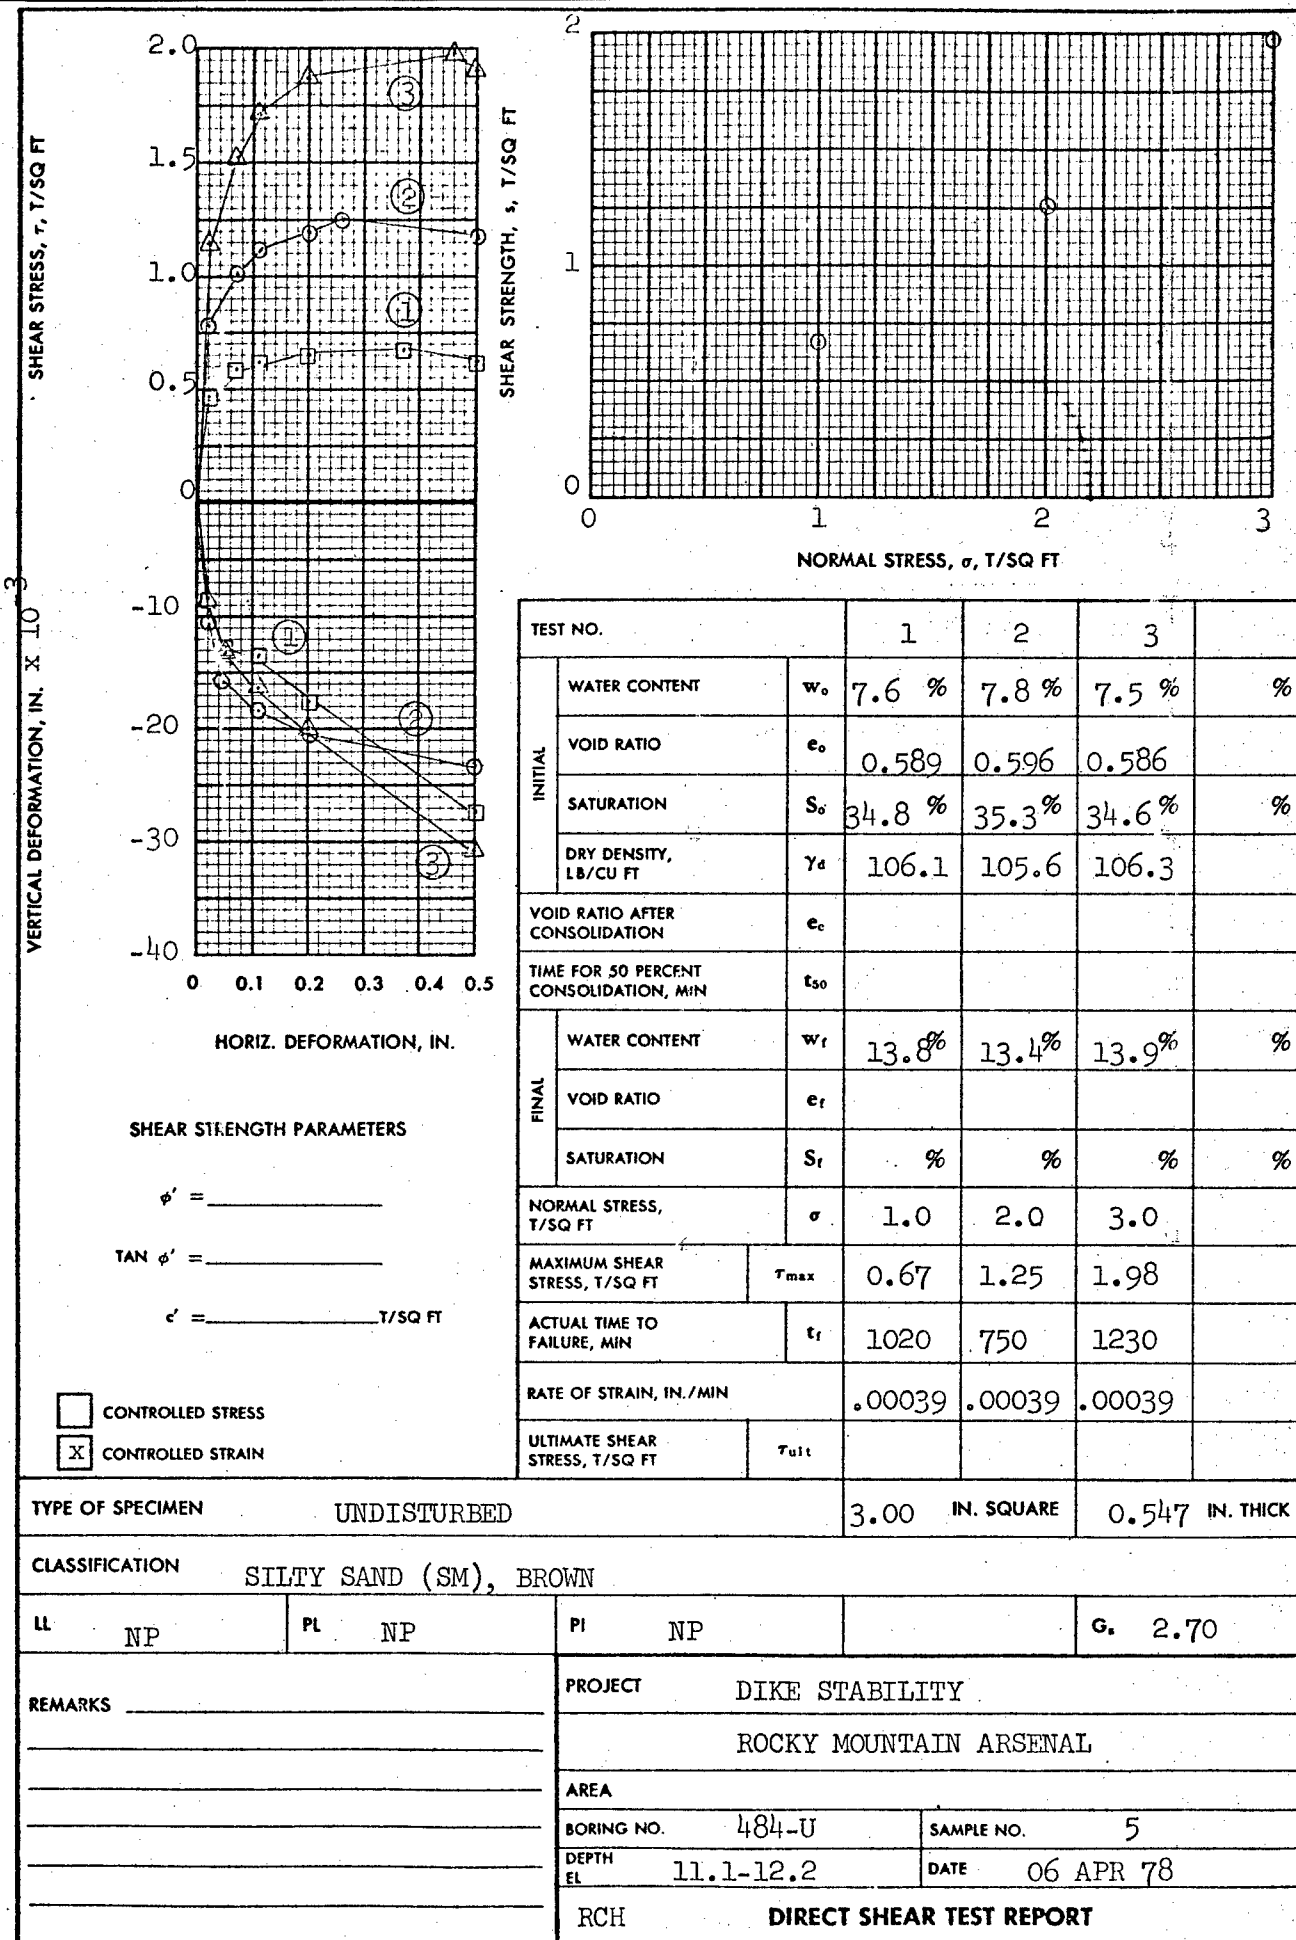 2.0
1.5
1.0
0.5
0
-10
-20
-30
-40
SHEAR STRESS, τ, T/SQ FT
VERTICAL DEFORMATION, IN. X 10⁻³
3
2
1
1
2
3
0 0.1 0.2 0.3 0.4 0.5
HORIZ. DEFORMATION, IN.
SHEAR STRENGTH, s, T/SQ FT
2
1
0
0 1 2 3
NORMAL STRESS, σ, T/SQ FT
SHEAR STRENGTH PARAMETERS
φ' =
TAN φ' =
c' = T/SQ FT
CONTROLLED STRESS
X CONTROLLED STRAIN
TEST NO. 1 2 3
INITIAL
WATER CONTENT w₀ 7.6 % 7.8 % 7.5 % %
VOID RATIO e₀ 0.589 0.596 0.586
SATURATION S₀ 34.8 % 35.3 % 34.6 % %
DRY DENSITY, LB/CU FT γd 106.1 105.6 106.3
VOID RATIO AFTER CONSOLIDATION ec
TIME FOR 50 PERCENT CONSOLIDATION, MIN t₅₀
FINAL
WATER CONTENT wf 13.8% 13.4% 13.9% %
VOID RATIO ef
SATURATION Sf % % % %
NORMAL STRESS, T/SQ FT σ 1.0 2.0 3.0
MAXIMUM SHEAR STRESS, T/SQ FT τmax 0.67 1.25 1.98
ACTUAL TIME TO FAILURE, MIN tf 1020 750 1230
RATE OF STRAIN, IN./MIN .00039 .00039 .00039
ULTIMATE SHEAR STRESS, T/SQ FT τult
TYPE OF SPECIMEN UNDISTURBED 3.00 IN. SQUARE 0.547 IN. THICK
CLASSIFICATION SILTY SAND (SM), BROWN
LL NP PL NP PI NP Gs 2.70
REMARKS
PROJECT DIKE STABILITY
ROCKY MOUNTAIN ARSENAL
AREA
BORING NO. 484-U SAMPLE NO. 5
DEPTH EL 11.1-12.2 DATE 06 APR 78
RCH DIRECT SHEAR TEST REPORT